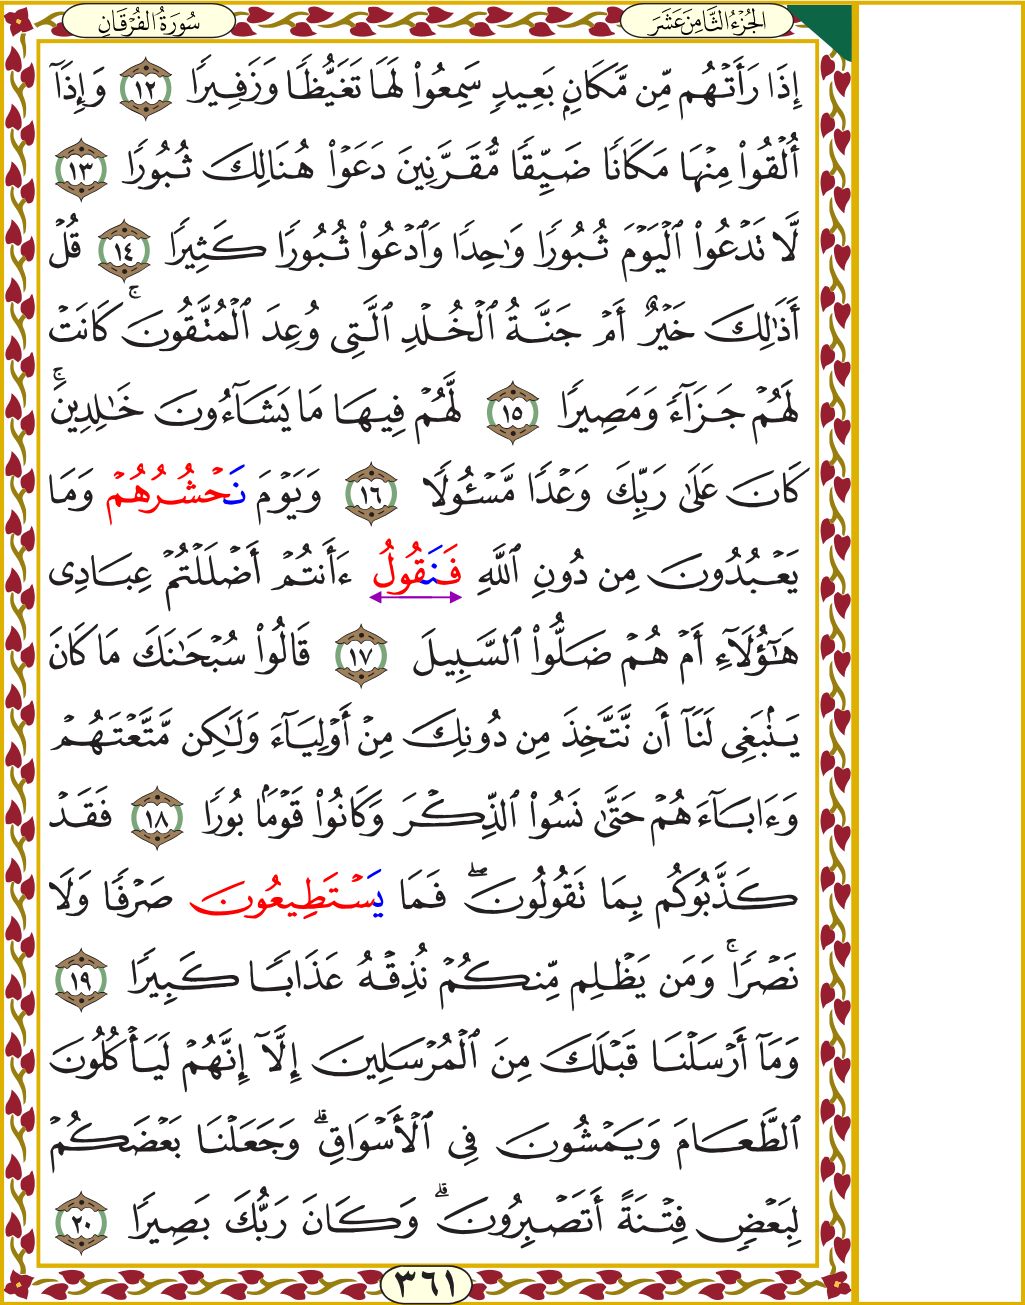 سُورَةُ الفُرْقَانِ
الجُزْءُ الثَّامِنَ عَشَرَ
إِذَا رَأَتْهُم مِّن مَّكَانِۭ بَعِيدٖ سَمِعُواْ لَهَا تَغَيُّظٗا وَزَفِيرٗا ١٢ وَإِذَآ
أُلۡقُواْ مِنۡهَا مَكَانٗا ضَيِّقٗا مُّقَرَّنِينَ دَعَوۡاْ هُنَالِكَ ثُبُورٗا ١٣
لَّا تَدۡعُواْ ٱلۡيَوۡمَ ثُبُورٗا وَٰحِدٗا وَٱدۡعُواْ ثُبُورٗا كَثِيرٗا ١٤ قُلۡ
أَذَٰلِكَ خَيۡرٌ أَمۡ جَنَّةُ ٱلۡخُلۡدِ ٱلَّتِي وُعِدَ ٱلۡمُتَّقُونَۚ كَانَتۡ
لَهُمۡ جَزَآءٗ وَمَصِيرٗا ١٥ لَّهُمۡ فِيهَا مَا يَشَآءُونَ خَٰلِدِينَۚ
كَانَ عَلَىٰ رَبِّكَ وَعۡدٗا مَّسۡـُٔولٗا ١٦ وَيَوۡمَ نَحۡشُرُهُمۡ وَمَا
يَعۡبُدُونَ مِن دُونِ ٱللَّهِ فَنَقُولُ ءَأَنتُمۡ أَضۡلَلۡتُمۡ عِبَادِي
هَٰٓؤُلَآءِ أَمۡ هُمۡ ضَلُّواْ ٱلسَّبِيلَ ١٧ قَالُواْ سُبۡحَٰنَكَ مَا كَانَ
يَنۢبَغِي لَنَآ أَن نَّتَّخِذَ مِن دُونِكَ مِنۡ أَوۡلِيَآءَ وَلَٰكِن مَّتَّعۡتَهُمۡ
وَءَابَآءَهُمۡ حَتَّىٰ نَسُواْ ٱلذِّكۡرَ وَكَانُواْ قَوۡمَۢا بُورٗا ١٨ فَقَدۡ
كَذَّبُوكُم بِمَا تَقُولُونَۖ فَمَا يَسۡتَطِيعُونَ صَرۡفٗا وَلَا
نَصۡرٗاۚ وَمَن يَظۡلِم مِّنكُمۡ نُذِقۡهُ عَذَابٗا كَبِيرٗا ١٩
وَمَآ أَرۡسَلۡنَا قَبۡلَكَ مِنَ ٱلۡمُرۡسَلِينَ إِلَّآ إِنَّهُمۡ لَيَأۡكُلُونَ
ٱلطَّعَامَ وَيَمۡشُونَ فِي ٱلۡأَسۡوَاقِۗ وَجَعَلۡنَا بَعۡضَكُمۡ
لِبَعۡضٖ فِتۡنَةً أَتَصۡبِرُونَۗ وَكَانَ رَبُّكَ بَصِيرٗا ٢٠
٣٦١